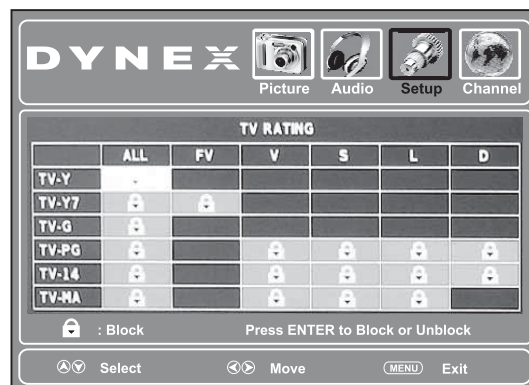 DYNEX
Picture Audio Setup Channel
TV RATING
ALL FV V S L D
TV-Y
TV-Y7
TV-G
TV-PG
TV-14
TV-MA
: Block Press ENTER to Block or Unblock
Select Move MENU Exit